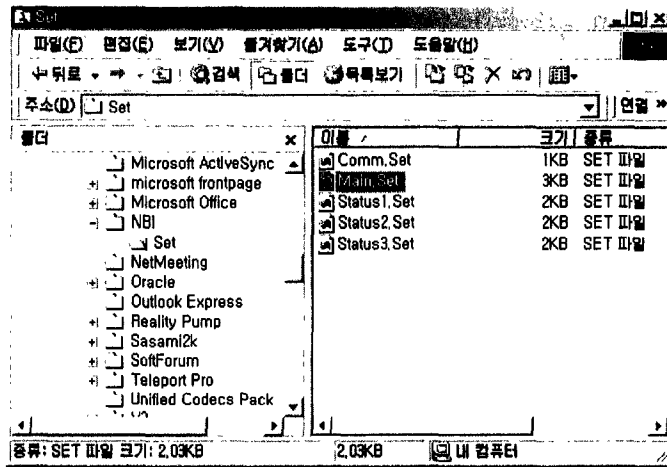 Set
파일(F) 편집(E) 보기(V) 즐겨찾기(A) 도구(T) 도움말(H)
뒤로 검색 폴더 목록보기
주소(D) Set 연결 »
폴더 ×
이름 크기 종류
Microsoft ActiveSync
microsoft frontpage
Microsoft Office
NBI
Set
NetMeeting
Oracle
Outlook Express
Reality Pump
Sasami2k
SoftForum
Teleport Pro
Unified Codecs Pack
Comm.Set 1KB SET 파일
Main.Set 3KB SET 파일
Status1.Set 2KB SET 파일
Status2.Set 2KB SET 파일
Status3.Set 2KB SET 파일
종류: SET 파일 크기: 2,03KB 2,03KB 내 컴퓨터